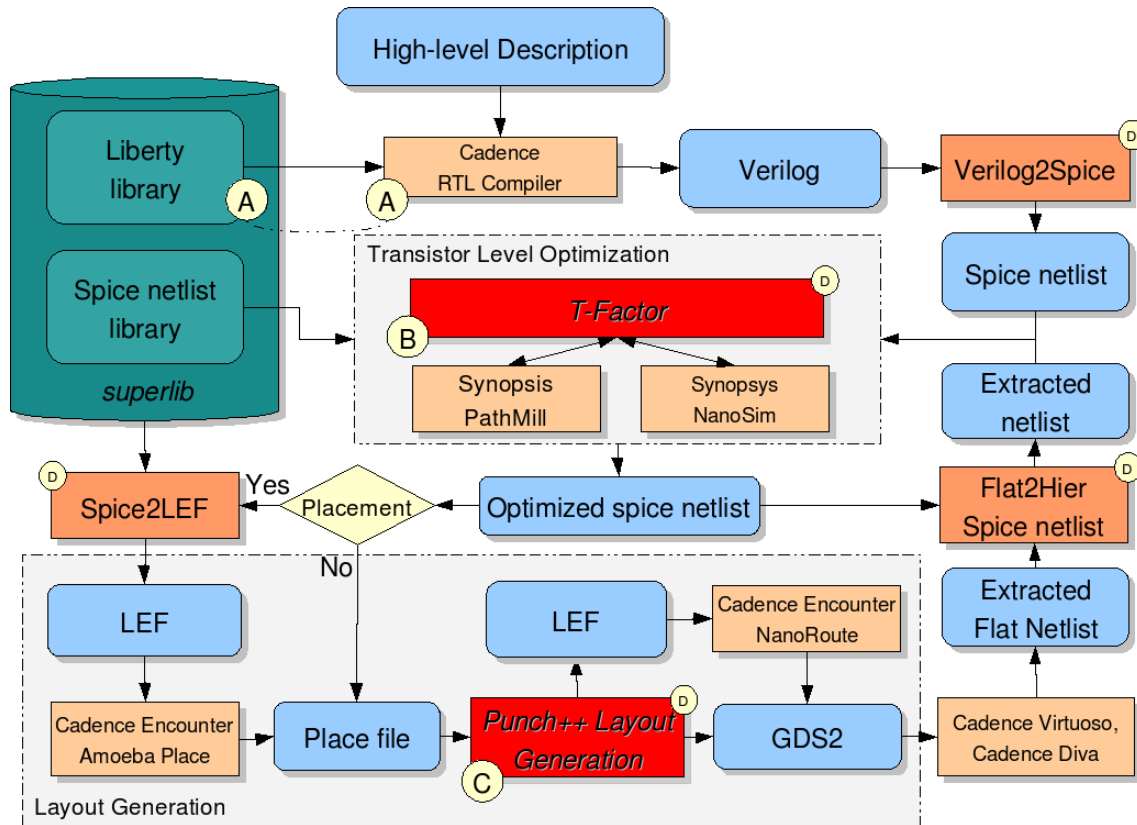 High-level Description
Liberty
library
A
Cadence
RTL Compiler
A
Verilog
Verilog2Spice
D
Spice netlist
library
superlib
Transistor Level Optimization
T-Factor
D
B
Synopsis
PathMill
Synopsys
NanoSim
Spice netlist
Extracted
netlist
D
Spice2LEF
Yes
Placement
No
Optimized spice netlist
Flat2Hier
Spice netlist
D
LEF
LEF
Cadence Encounter
NanoRoute
Extracted
Flat Netlist
Cadence Encounter
Amoeba Place
Place file
Punch++ Layout
Generation
D
C
GDS2
Cadence Virtuoso,
Cadence Diva
Layout Generation